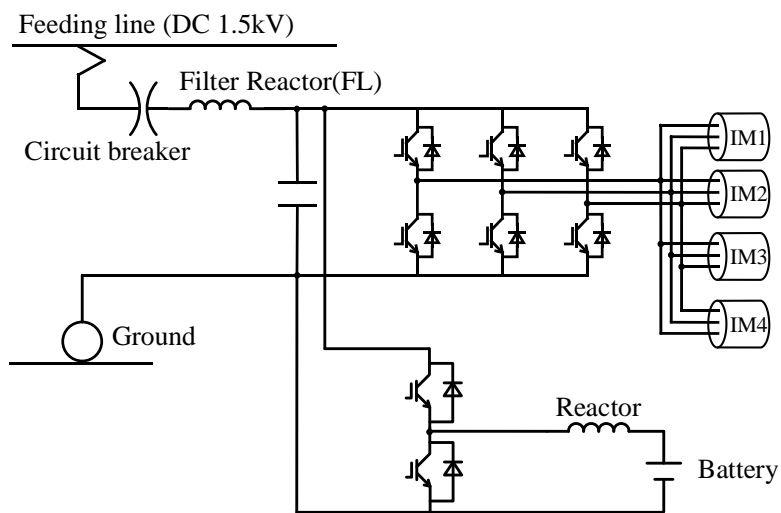 Feeding line (DC 1.5kV)
Filter Reactor(FL)
Circuit breaker
IM1
IM2
IM3
IM4
Ground
Reactor
Battery